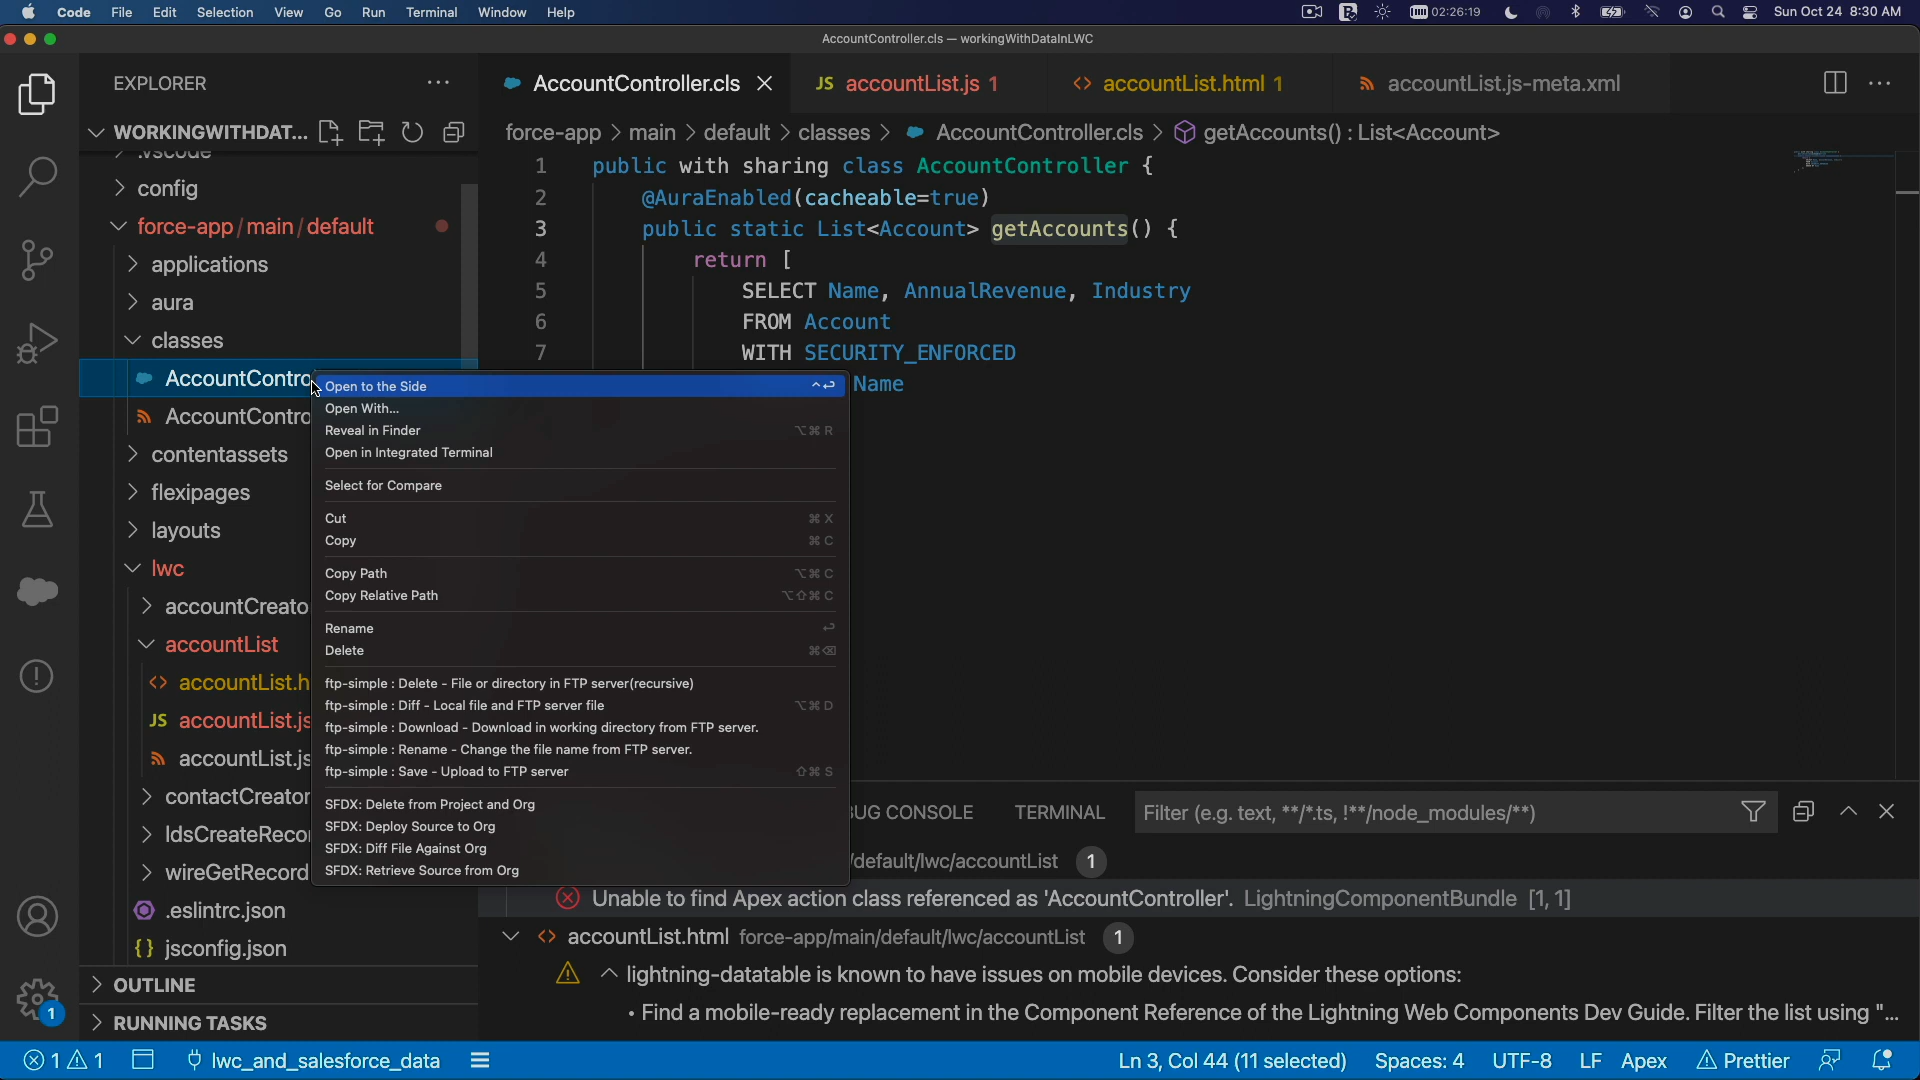 Code File Edit Selection View Go Run Terminal Window Help
02:26:19 Sun Oct 24 8:30 AM
AccountController.cls — workingWithDataInLWC
EXPLORER
AccountController.cls
JS accountList.js 1
<> accountList.html 1
accountList.js-meta.xml
WORKINGWITHDAT...
force-app > main > default > classes > AccountController.cls > getAccounts() : List<Account>
.vscode
config
force-app/main/default
applications
aura
classes
AccountContro
AccountContro
contentassets
flexipages
layouts
lwc
accountCreato
accountList
<> accountList.h
JS accountList.js
accountList.js
contactCreator
ldsCreateRecor
wireGetRecord
.eslintrc.json
{} jsconfig.json
OUTLINE
RUNNING TASKS
1
1 public with sharing class AccountController {
2 @AuraEnabled(cacheable=true)
3 public static List<Account> getAccounts() {
4 return [
5 SELECT Name, AnnualRevenue, Industry
6 FROM Account
7 WITH SECURITY_ENFORCED
Name
Open to the Side ^⏎
Open With...
Reveal in Finder ⌥⌘R
Open in Integrated Terminal
Select for Compare
Cut ⌘X
Copy ⌘C
Copy Path ⌥⌘C
Copy Relative Path ⌥⇧⌘C
Rename ⏎
Delete ⌘⌫
ftp-simple : Delete - File or directory in FTP server(recursive)
ftp-simple : Diff - Local file and FTP server file ⌥⌘D
ftp-simple : Download - Download in working directory from FTP server.
ftp-simple : Rename - Change the file name from FTP server.
ftp-simple : Save - Upload to FTP server ⇧⌘S
SFDX: Delete from Project and Org
SFDX: Deploy Source to Org
SFDX: Diff File Against Org
SFDX: Retrieve Source from Org
BUG CONSOLE TERMINAL Filter (e.g. text, **/*.ts, !**/node_modules/**)
/default/lwc/accountList 1
Unable to find Apex action class referenced as 'AccountController'. LightningComponentBundle [1, 1]
<> accountList.html force-app/main/default/lwc/accountList 1
lightning-datatable is known to have issues on mobile devices. Consider these options:
• Find a mobile-ready replacement in the Component Reference of the Lightning Web Components Dev Guide. Filter the list using "...
1 1 lwc_and_salesforce_data Ln 3, Col 44 (11 selected) Spaces: 4 UTF-8 LF Apex Prettier